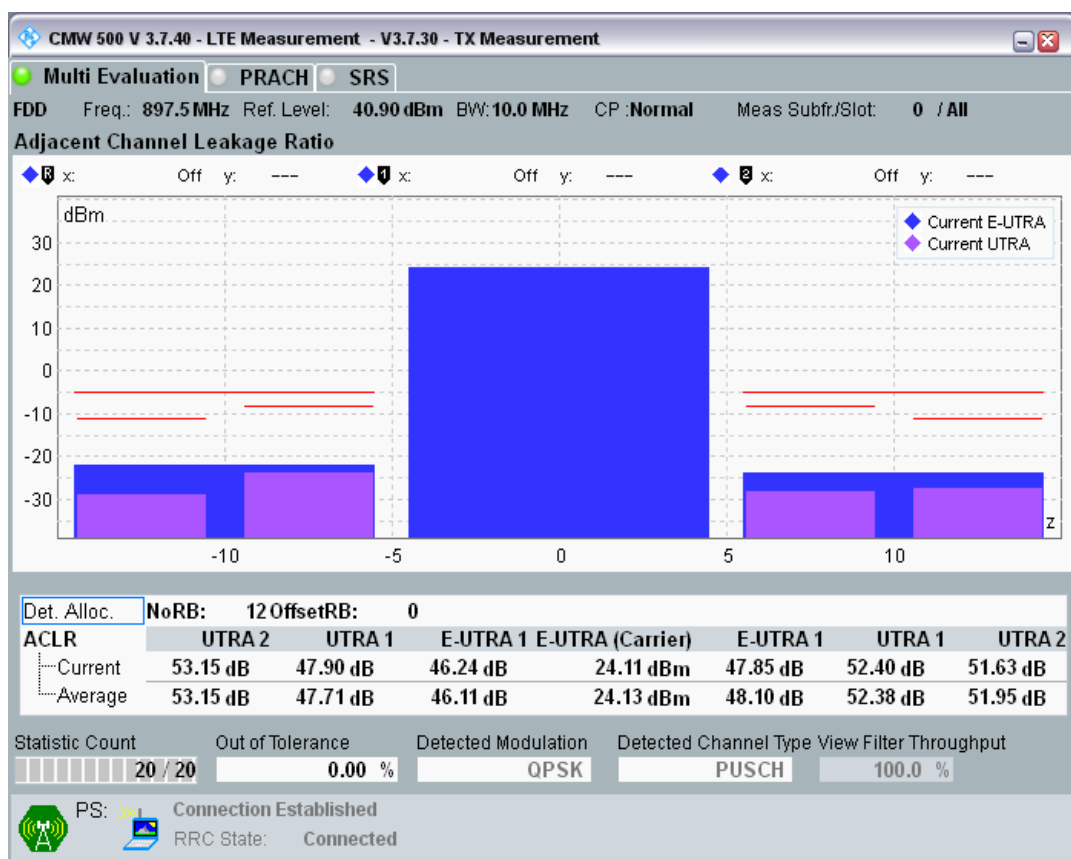 CMW 500 V 3.7.40 - LTE Measurement - V3.7.30 - TX Measurement
Multi Evaluation PRACH SRS
FDD Freq.: 897.5 MHz Ref. Level: 40.90 dBm BW: 10.0 MHz CP :Normal Meas Subfr./Slot: 0 / All
Adjacent Channel Leakage Ratio
R x: Off y: --- 1 x: Off y: --- 2 x: Off y: ---
dBm
Current E-UTRA
Current UTRA
30
20
10
0
-10
-20
-30
z
-10 -5 0 5 10
Det. Alloc. NoRB: 12 OffsetRB: 0
ACLR UTRA 2 UTRA 1 E-UTRA 1 E-UTRA (Carrier) E-UTRA 1 UTRA 1 UTRA 2
Current 53.15 dB 47.90 dB 46.24 dB 24.11 dBm 47.85 dB 52.40 dB 51.63 dB
Average 53.15 dB 47.71 dB 46.11 dB 24.13 dBm 48.10 dB 52.38 dB 51.95 dB
Statistic Count Out of Tolerance Detected Modulation Detected Channel Type View Filter Throughput
20 / 20 0.00 % QPSK PUSCH 100.0 %
PS: Connection Established
RRC State: Connected